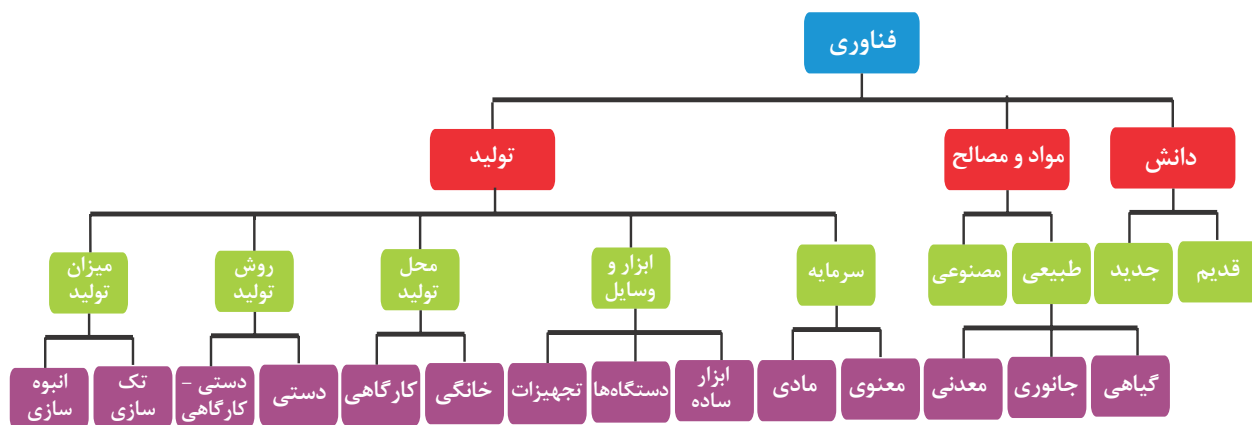 فناوری
دانش
مواد و مصالح
تولید
قدیم
جدید
طبیعی
مصنوعی
سرمایه
ابزار و
وسایل
محل
تولید
روش
تولید
میزان
تولید
گیاهی
جانوری
معدنی
معنوی
مادی
ابزار
ساده
دستگاه‌ها
تجهیزات
خانگی
کارگاهی
دستی
دستی –
کارگاهی
تک
سازی
انبوه
سازی